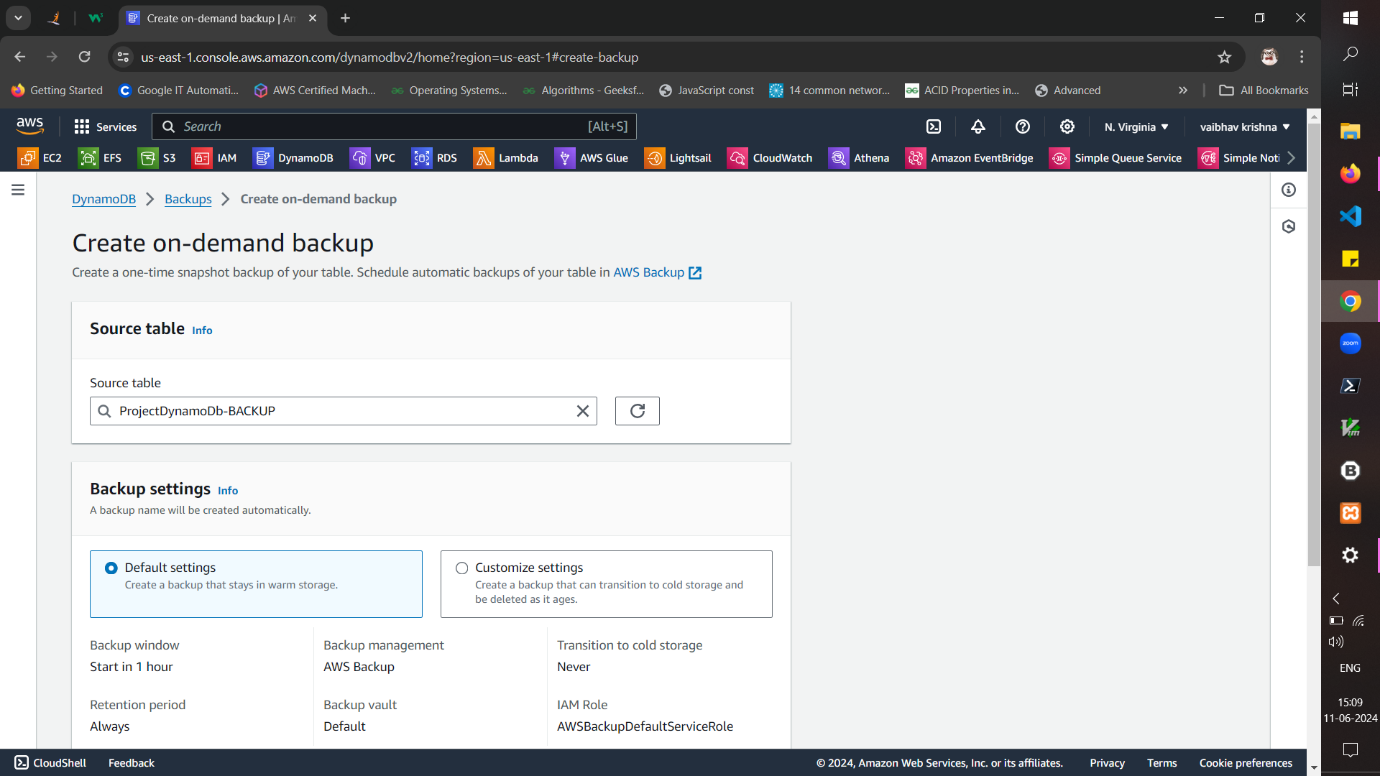 Create on-demand backup | Am
us-east-1.console.aws.amazon.com/dynamodbv2/home?region=us-east-1#create-backup
Getting Started
Google IT Automati...
AWS Certified Mach...
Operating Systems...
Algorithms - Geeksf...
JavaScript const
14 common networ...
ACID Properties in...
Advanced
»
All Bookmarks
aws
Services
Search
[Alt+S]
N. Virginia
vaibhav krishna
EC2
EFS
S3
IAM
DynamoDB
VPC
RDS
Lambda
AWS Glue
Lightsail
CloudWatch
Athena
Amazon EventBridge
Simple Queue Service
Simple Noti
DynamoDB > Backups > Create on-demand backup
Create on-demand backup
Create a one-time snapshot backup of your table. Schedule automatic backups of your table in AWS Backup
Source table Info
Source table
ProjectDynamoDb-BACKUP
Backup settings Info
A backup name will be created automatically.
Default settings
Create a backup that stays in warm storage.
Customize settings
Create a backup that can transition to cold storage and
be deleted as it ages.
Backup window
Start in 1 hour
Backup management
AWS Backup
Transition to cold storage
Never
Retention period
Always
Backup vault
Default
IAM Role
AWSBackupDefaultServiceRole
CloudShell
Feedback
© 2024, Amazon Web Services, Inc. or its affiliates.
Privacy
Terms
Cookie preferences
zoom
ENG
15:09
11-06-2024